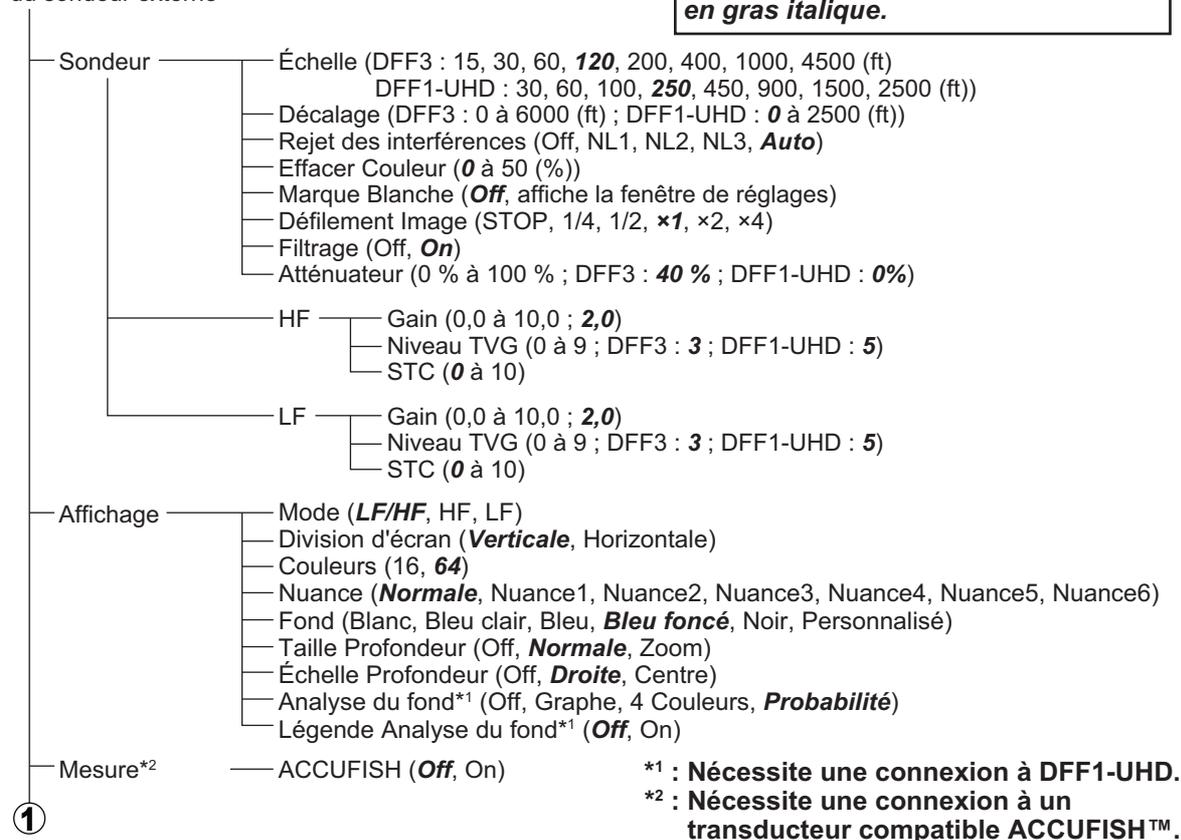 du sondeur externe
en gras italique.
Sondeur
Échelle (DFF3 : 15, 30, 60, 120, 200, 400, 1000, 4500 (ft)
DFF1-UHD : 30, 60, 100, 250, 450, 900, 1500, 2500 (ft))
Décalage (DFF3 : 0 à 6000 (ft) ; DFF1-UHD : 0 à 2500 (ft))
Rejet des interférences (Off, NL1, NL2, NL3, Auto)
Effacer Couleur (0 à 50 (%))
Marque Blanche (Off, affiche la fenêtre de réglages)
Défilement Image (STOP, 1/4, 1/2, ×1, ×2, ×4)
Filtrage (Off, On)
Atténuateur (0 % à 100 % ; DFF3 : 40 % ; DFF1-UHD : 0%)
HF
Gain (0,0 à 10,0 ; 2,0)
Niveau TVG (0 à 9 ; DFF3 : 3 ; DFF1-UHD : 5)
STC (0 à 10)
LF
Gain (0,0 à 10,0 ; 2,0)
Niveau TVG (0 à 9 ; DFF3 : 3 ; DFF1-UHD : 5)
STC (0 à 10)
Affichage
Mode (LF/HF, HF, LF)
Division d'écran (Verticale, Horizontale)
Couleurs (16, 64)
Nuance (Normale, Nuance1, Nuance2, Nuance3, Nuance4, Nuance5, Nuance6)
Fond (Blanc, Bleu clair, Bleu, Bleu foncé, Noir, Personnalisé)
Taille Profondeur (Off, Normale, Zoom)
Échelle Profondeur (Off, Droite, Centre)
Analyse du fond*1 (Off, Graphe, 4 Couleurs, Probabilité)
Légende Analyse du fond*1 (Off, On)
Mesure*2
ACCUFISH (Off, On)
*1 : Nécessite une connexion à DFF1-UHD.
*2 : Nécessite une connexion à un
transducteur compatible ACCUFISH™.
1